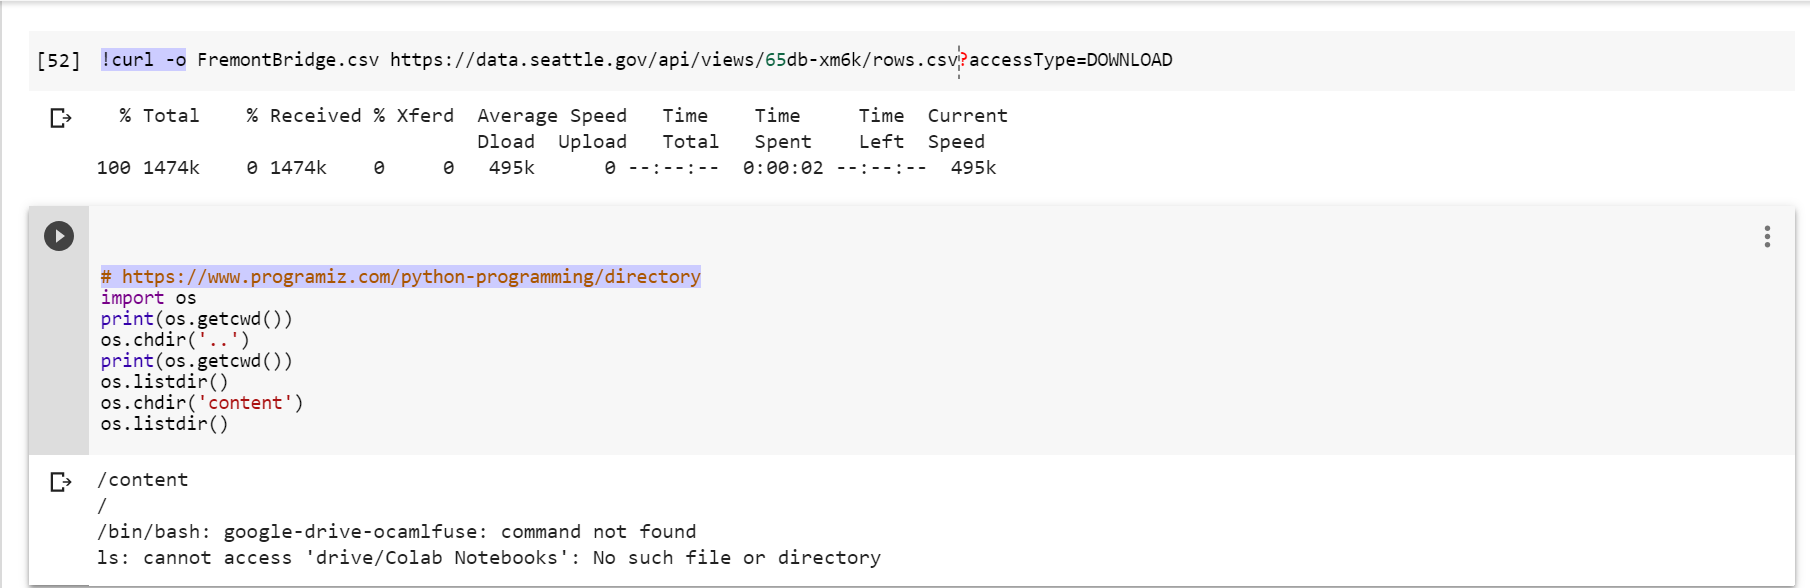 [52] !curl -o FremontBridge.csv https://data.seattle.gov/api/views/65db-xm6k/rows.csv?accessType=DOWNLOAD
% Total % Received % Xferd Average Speed Time Time Time Current
Dload Upload Total Spent Left Speed
100 1474k 0 1474k 0 0 495k 0 --:--:-- 0:00:02 --:--:-- 495k
# https://www.programiz.com/python-programming/directory
import os
print(os.getcwd())
os.chdir('..')
print(os.getcwd())
os.listdir()
os.chdir('content')
os.listdir()
/content
/
/bin/bash: google-drive-ocamlfuse: command not found
ls: cannot access 'drive/Colab Notebooks': No such file or directory